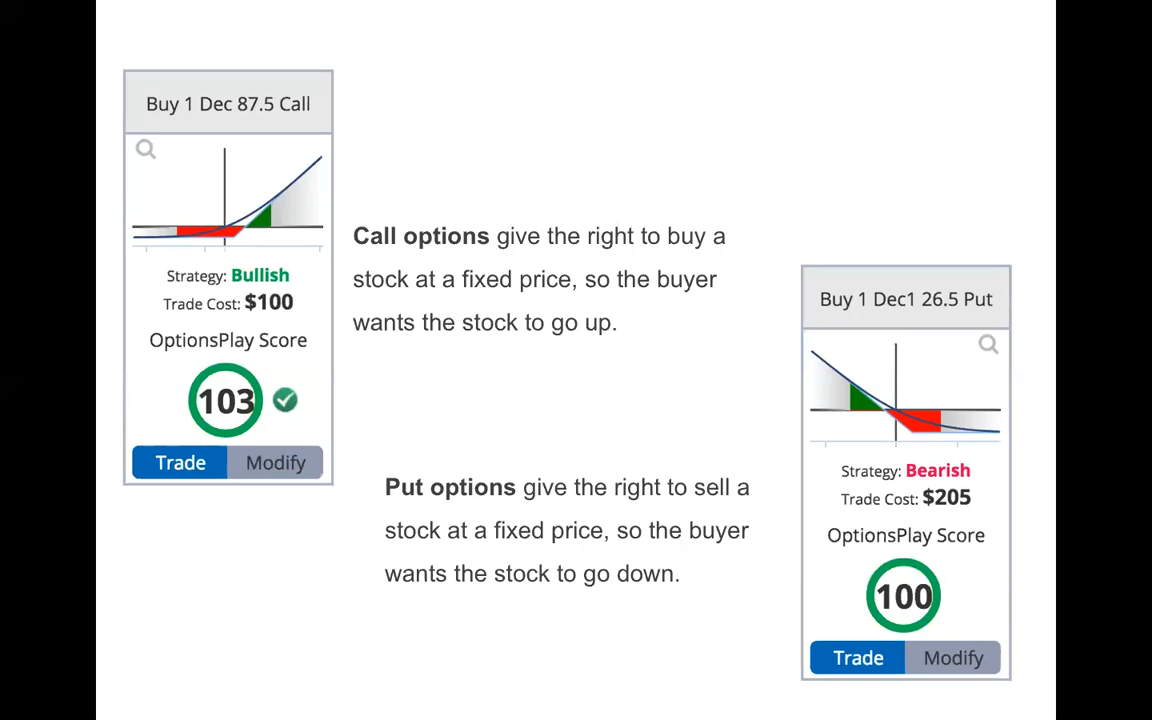 Buy 1 Dec 87.5 Call
Strategy: Bullish
Trade Cost: $100
OptionsPlay Score
103
Trade Modify
Call options give the right to buy a
stock at a fixed price, so the buyer
wants the stock to go up.
Put options give the right to sell a
stock at a fixed price, so the buyer
wants the stock to go down.
Buy 1 Dec1 26.5 Put
Strategy: Bearish
Trade Cost: $205
OptionsPlay Score
100
Trade Modify